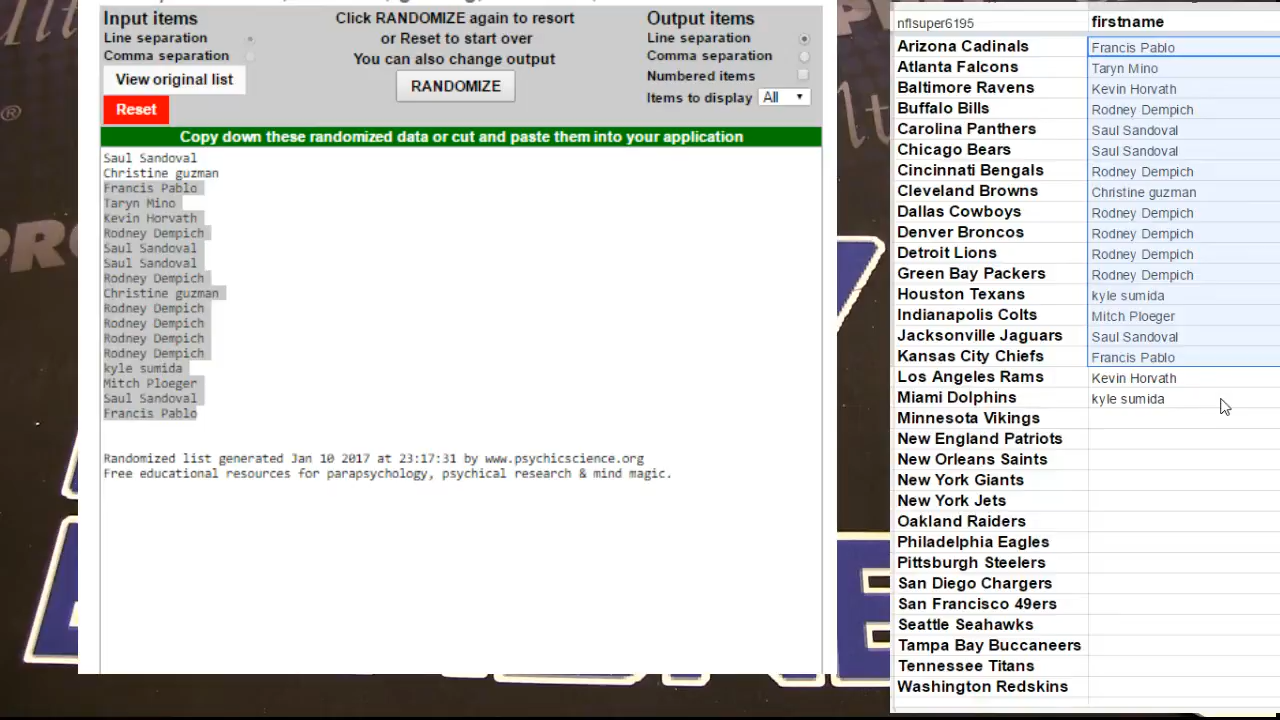 Input items
Line separation
Comma separation
View original list
Reset
Click RANDOMIZE again to resort
or Reset to start over
You can also change output
RANDOMIZE
Output items
Line separation
Comma separation
Numbered items
Items to display All
Copy down these randomized data or cut and paste them into your application
Saul Sandoval
Christine guzman
Francis Pablo
Taryn Mino
Kevin Horvath
Rodney Dempich
Saul Sandoval
Saul Sandoval
Rodney Dempich
Christine guzman
Rodney Dempich
Rodney Dempich
Rodney Dempich
Rodney Dempich
kyle sumida
Mitch Ploeger
Saul Sandoval
Francis Pablo
Randomized list generated Jan 10 2017 at 23:17:31 by www.psychicscience.org
Free educational resources for parapsychology, psychical research & mind magic.
nflsuper6195 firstname
Arizona Cadinals Francis Pablo
Atlanta Falcons Taryn Mino
Baltimore Ravens Kevin Horvath
Buffalo Bills Rodney Dempich
Carolina Panthers Saul Sandoval
Chicago Bears Saul Sandoval
Cincinnati Bengals Rodney Dempich
Cleveland Browns Christine guzman
Dallas Cowboys Rodney Dempich
Denver Broncos Rodney Dempich
Detroit Lions Rodney Dempich
Green Bay Packers Rodney Dempich
Houston Texans kyle sumida
Indianapolis Colts Mitch Ploeger
Jacksonville Jaguars Saul Sandoval
Kansas City Chiefs Francis Pablo
Los Angeles Rams Kevin Horvath
Miami Dolphins kyle sumida
Minnesota Vikings
New England Patriots
New Orleans Saints
New York Giants
New York Jets
Oakland Raiders
Philadelphia Eagles
Pittsburgh Steelers
San Diego Chargers
San Francisco 49ers
Seattle Seahawks
Tampa Bay Buccaneers
Tennessee Titans
Washington Redskins